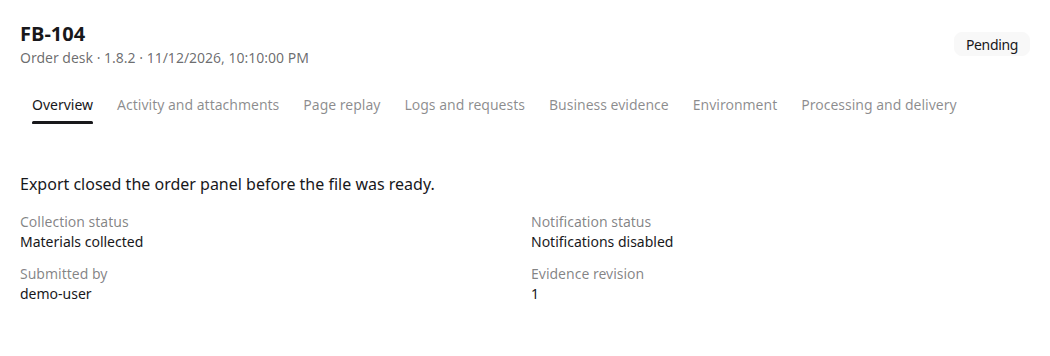 FB-104
Order desk · 1.8.2 · 11/12/2026, 10:10:00 PM
Pending
Overview
Activity and attachments
Page replay
Logs and requests
Business evidence
Environment
Processing and delivery
Export closed the order panel before the file was ready.
Collection status
Materials collected
Notification status
Notifications disabled
Submitted by
demo-user
Evidence revision
1